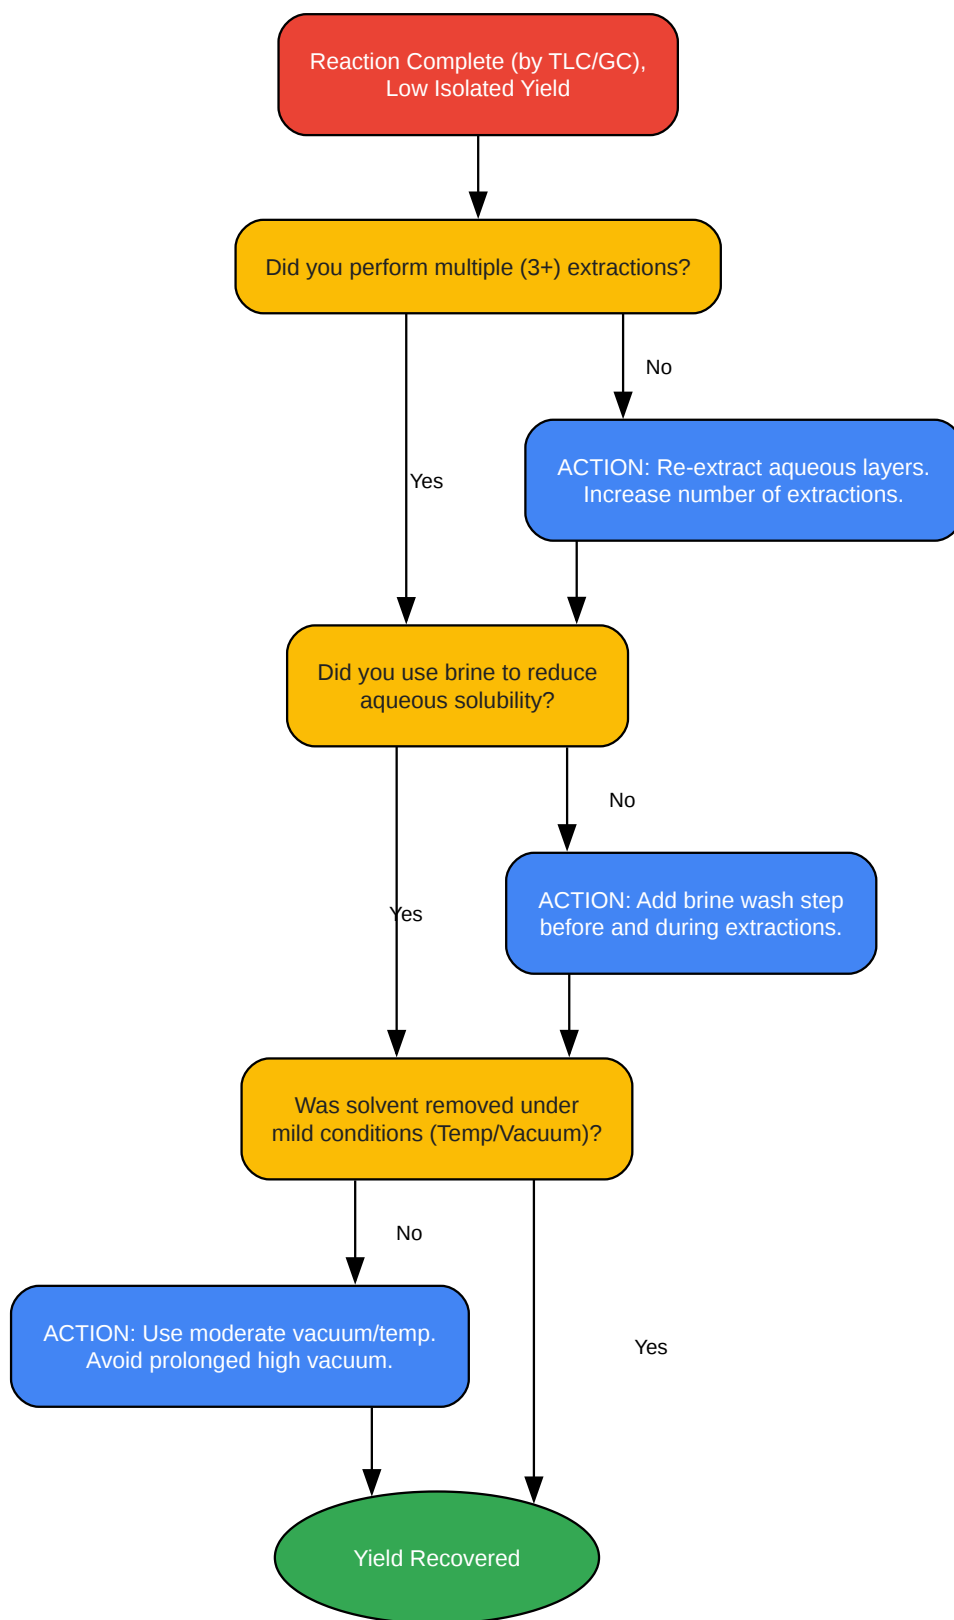 Reaction Complete (by TLC/GC),
Low Isolated Yield
Did you perform multiple (3+) extractions?
No
ACTION: Re-extract aqueous layers.
Increase number of extractions.
Yes
Did you use brine to reduce
aqueous solubility?
No
ACTION: Add brine wash step
before and during extractions.
Yes
Was solvent removed under
mild conditions (Temp/Vacuum)?
No
ACTION: Use moderate vacuum/temp.
Avoid prolonged high vacuum.
Yes
Yield Recovered